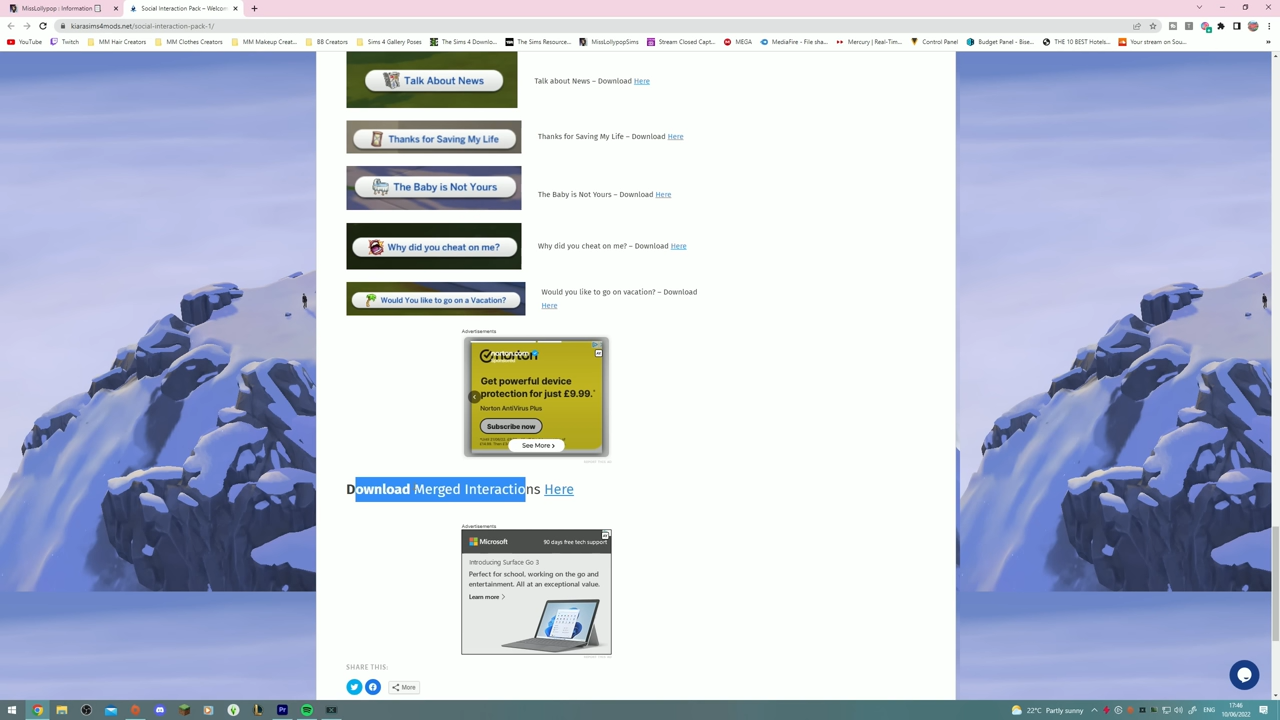 MissLollypop | Information
Social Interaction Pack – Welcom
kiarasims4mods.net/social-interaction-pack-1/
YouTube
Twitch
MM Hair Creators
MM Clothes Creators
MM Makeup Creat...
BB Creators
Sims 4 Gallery Poses
The Sims 4 Downlo...
The Sims Resource...
MissLollypopSims
Stream Closed Capt...
MEGA
MediaFire - File sha...
Mercury | Real-Tim...
Control Panel
Budget Panel - Bise...
THE 10 BEST Hotels...
Your stream on Sou...
»
Talk About News
Talk about News – Download Here
Thanks for Saving My Life
Thanks for Saving My Life – Download Here
The Baby is Not Yours
The Baby is Not Yours – Download Here
Why did you cheat on me?
Why did you cheat on me? – Download Here
Would You like to go on a Vacation?
Would you like to go on vacation? – Download
Here
Advertisements
norton
norton.com
Get powerful device
protection for just £9.99.*
Norton AntiVirus Plus
Subscribe now
See More ›
Download Merged Interactions Here
Advertisements
Microsoft
90 days free tech support
Introducing Surface Go 3
Perfect for school, working on the go and
entertainment. All at an exceptional value.
Learn more
SHARE THIS:
More
22°C Partly sunny
ENG
17:46
10/06/2022